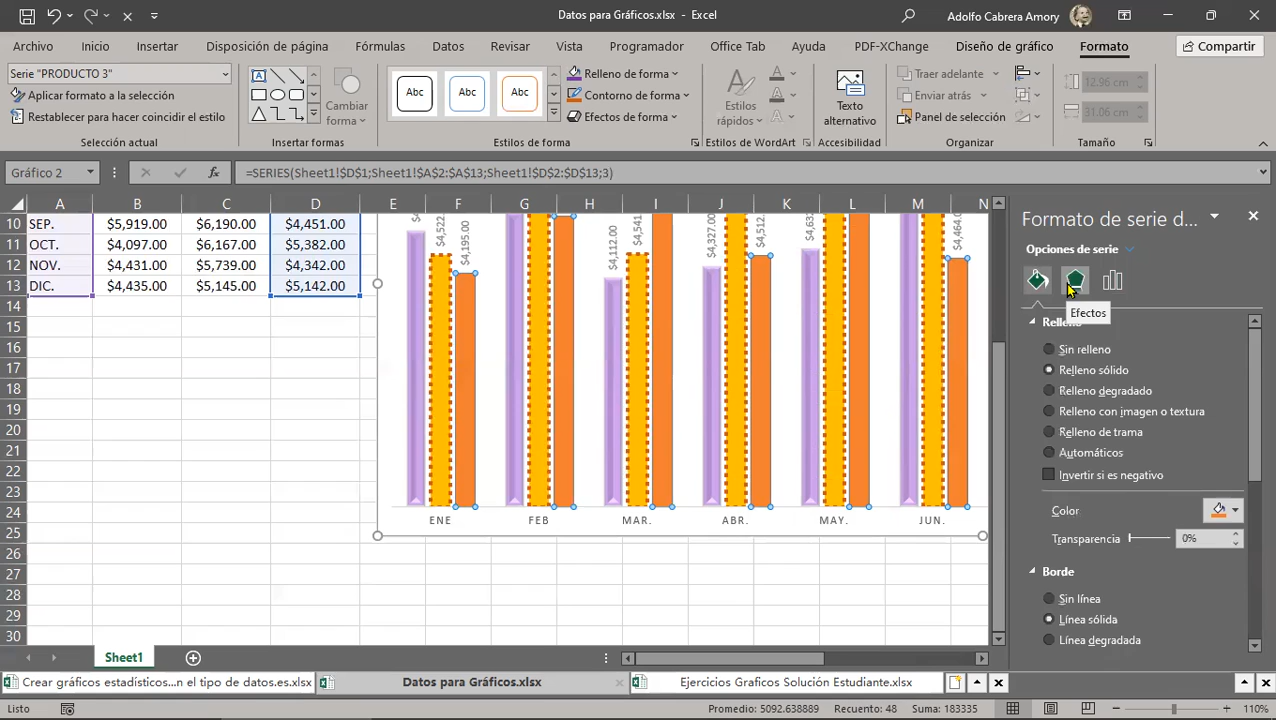 Datos para Gráficos.xlsx - Excel
Adolfo Cabrera Amory
Archivo Inicio Insertar Disposición de página Fórmulas Datos Revisar Vista Programador Office Tab Ayuda PDF-XChange Diseño de gráfico Formato Compartir
Serie "PRODUCTO 3"
Aplicar formato a la selección
Restablecer para hacer coincidir el estilo
Selección actual
Cambiar forma
Insertar formas
Abc Abc Abc
Relleno de forma
Contorno de forma
Efectos de forma
Estilos de forma
Estilos rápidos
Estilos de WordArt
Texto alternativo
Accesibilidad
Traer adelante
Enviar atrás
Panel de selección
Organizar
12.96 cm
31.06 cm
Tamaño
Gráfico 2
fx
=SERIES(Sheet1!$D$1;Sheet1!$A$2:$A$13;Sheet1!$D$2:$D$13;3)
A B C D E F G H I J K L M N
10 SEP. $5,919.00 $6,190.00 $4,451.00
11 OCT. $4,097.00 $6,167.00 $5,382.00
12 NOV. $4,431.00 $5,739.00 $4,342.00
13 DIC. $4,435.00 $5,145.00 $5,142.00
14
15
16
17
18
19
20
21
22
23
24
25
26
27
28
29
30
$4,522.
$4,195.00
$4,112.00
$4,541
$4,327.00
$4,512.
$4,632
$4,464.0
ENE FEB MAR. ABR. MAY. JUN.
Formato de serie d...
Opciones de serie
Efectos
Relleno
Sin relleno
Relleno sólido
Relleno degradado
Relleno con imagen o textura
Relleno de trama
Automáticos
Invertir si es negativo
Color
Transparencia 0%
Borde
Sin línea
Línea sólida
Línea degradada
Sheet1
Crear gráficos estadísticos...n el tipo de datos.es.xlsx Datos para Gráficos.xlsx Ejercicios Graficos Solución Estudiante.xlsx
Listo Promedio: 5092.638889 Recuento: 48 Suma: 183335 110%